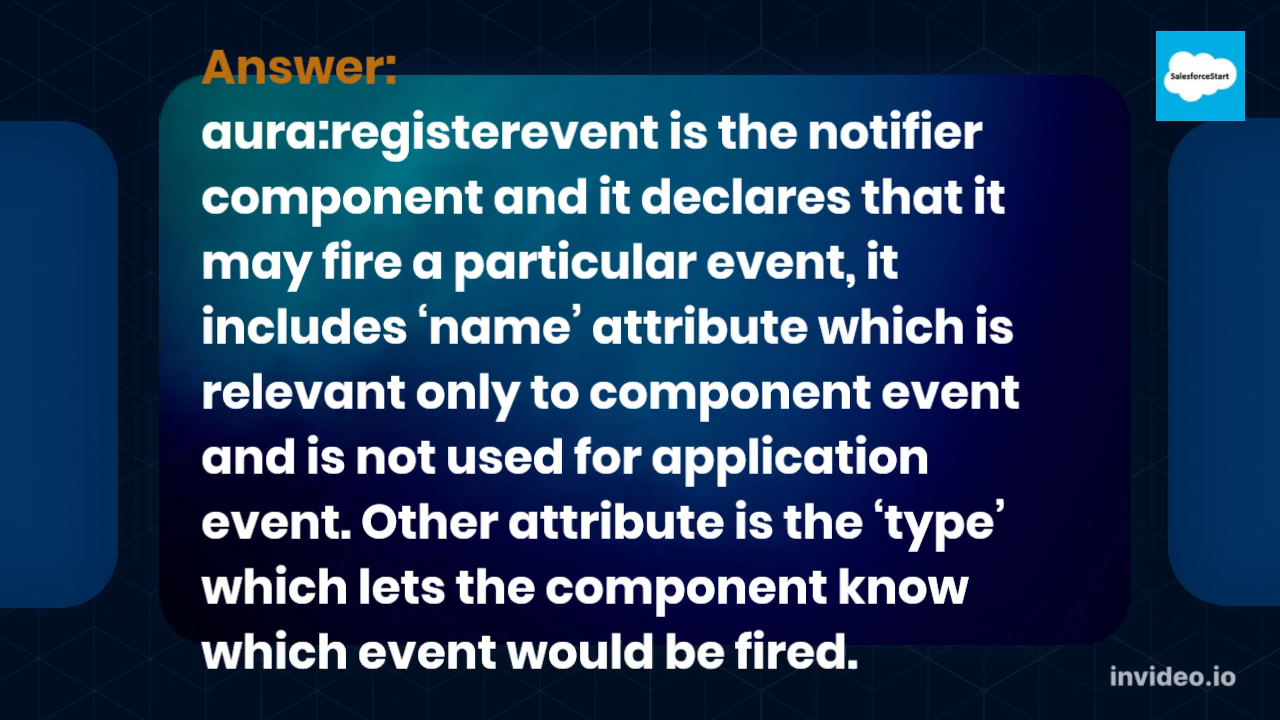 Answer:
SalesforceStart
aura:registerevent is the notifier
component and it declares that it
may fire a particular event, it
includes ‘name’ attribute which is
relevant only to component event
and is not used for application
event. Other attribute is the ‘type’
which lets the component know
which event would be fired.
invideo.io